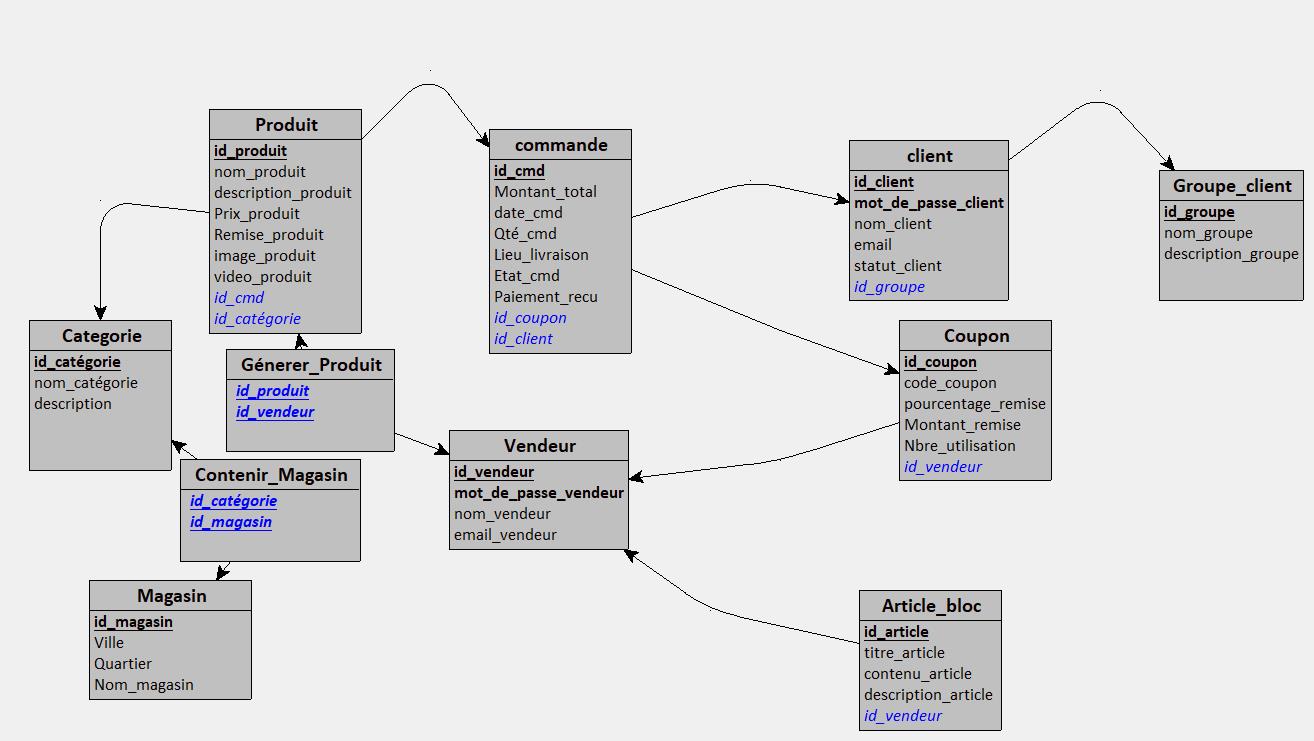 Produit
id_produit
nom_produit
description_produit
Prix_produit
Remise_produit
image_produit
video_produit
id_cmd
id_catégorie
commande
id_cmd
Montant_total
date_cmd
Qté_cmd
Lieu_livraison
Etat_cmd
Paiement_recu
id_coupon
id_client
client
id_client
mot_de_passe_client
nom_client
email
statut_client
id_groupe
Groupe_client
id_groupe
nom_groupe
description_groupe
Categorie
id_catégorie
nom_catégorie
description
Génerer_Produit
id_produit
id_vendeur
Coupon
id_coupon
code_coupon
pourcentage_remise
Montant_remise
Nbre_utilisation
id_vendeur
Vendeur
id_vendeur
mot_de_passe_vendeur
nom_vendeur
email_vendeur
Contenir_Magasin
id_catégorie
id_magasin
Magasin
id_magasin
Ville
Quartier
Nom_magasin
Article_bloc
id_article
titre_article
contenu_article
description_article
id_vendeur